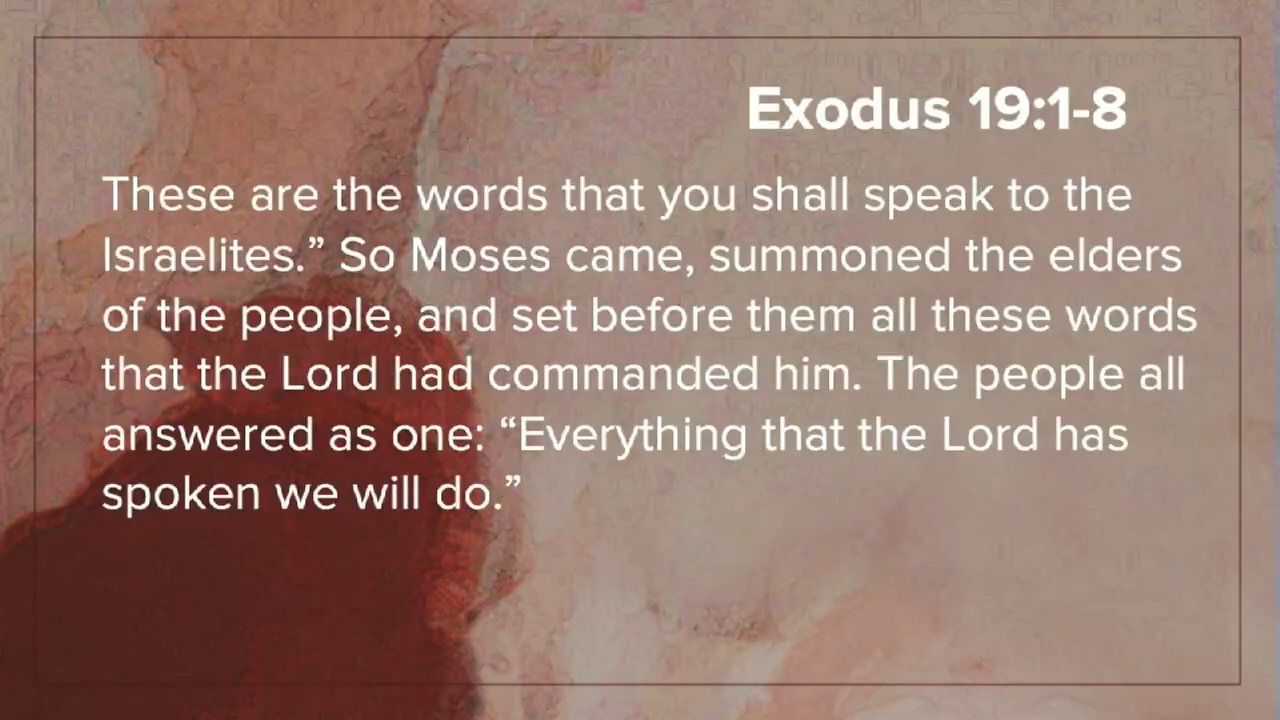 Exodus 19:1-8
These are the words that you shall speak to the
Israelites.” So Moses came, summoned the elders
of the people, and set before them all these words
that the Lord had commanded him. The people all
answered as one: “Everything that the Lord has
spoken we will do.”